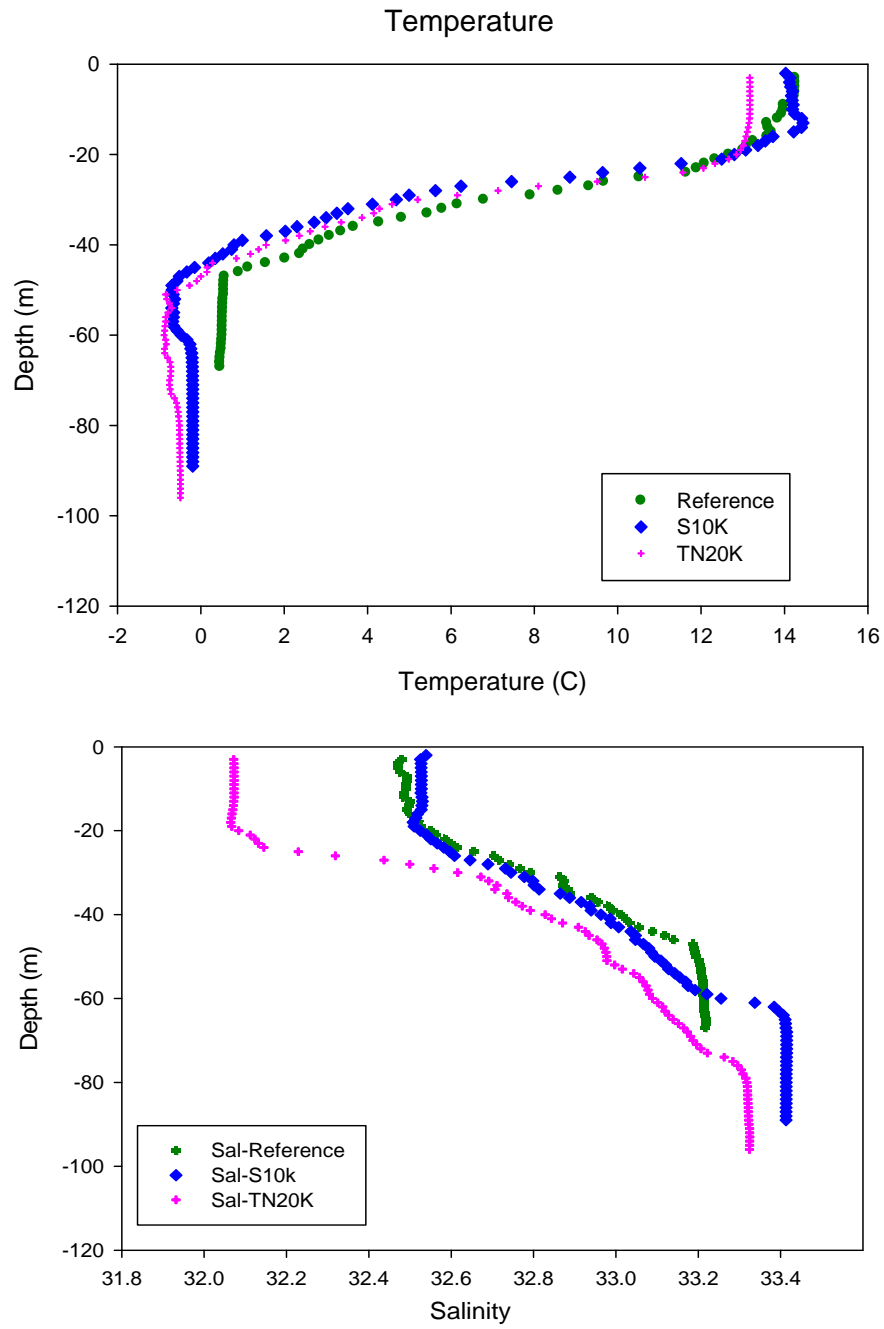 Temperature
0
-20
-40
-60
-80
-100
-120
Depth (m)
Reference
S10K
TN20K
-2 0 2 4 6 8 10 12 14 16
Temperature (C)
0
-20
-40
-60
-80
-100
-120
Depth (m)
Sal-Reference
Sal-S10k
Sal-TN20K
31.8 32.0 32.2 32.4 32.6 32.8 33.0 33.2 33.4
Salinity